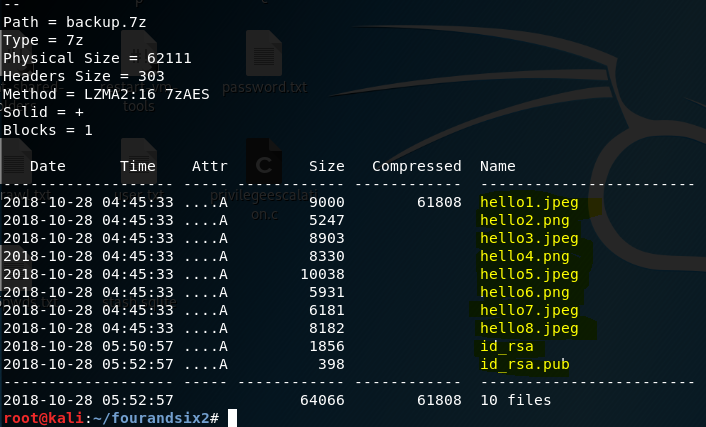 --
Path = backup.7z
Type = 7z
Physical Size = 62111
Headers Size = 303
Method = LZMA2:16 7zAES
Solid = +
Blocks = 1
Date Time Attr Size Compressed Name
------------------- ----- ------------ ------------ ------------------------
2018-10-28 04:45:33 ....A 9000 61808 hello1.jpeg
2018-10-28 04:45:33 ....A 5247 hello2.png
2018-10-28 04:45:33 ....A 8903 hello3.jpeg
2018-10-28 04:45:33 ....A 8330 hello4.png
2018-10-28 04:45:33 ....A 10038 hello5.jpeg
2018-10-28 04:45:33 ....A 5931 hello6.png
2018-10-28 04:45:33 ....A 6181 hello7.jpeg
2018-10-28 04:45:33 ....A 8182 hello8.jpeg
2018-10-28 05:50:57 ....A 1856 id_rsa
2018-10-28 05:52:57 ....A 398 id_rsa.pub
------------------- ----- ------------ ------------ ------------------------
2018-10-28 05:52:57 64066 61808 10 files
root@kali:~/fourandsix2#
password.txt
user.txt